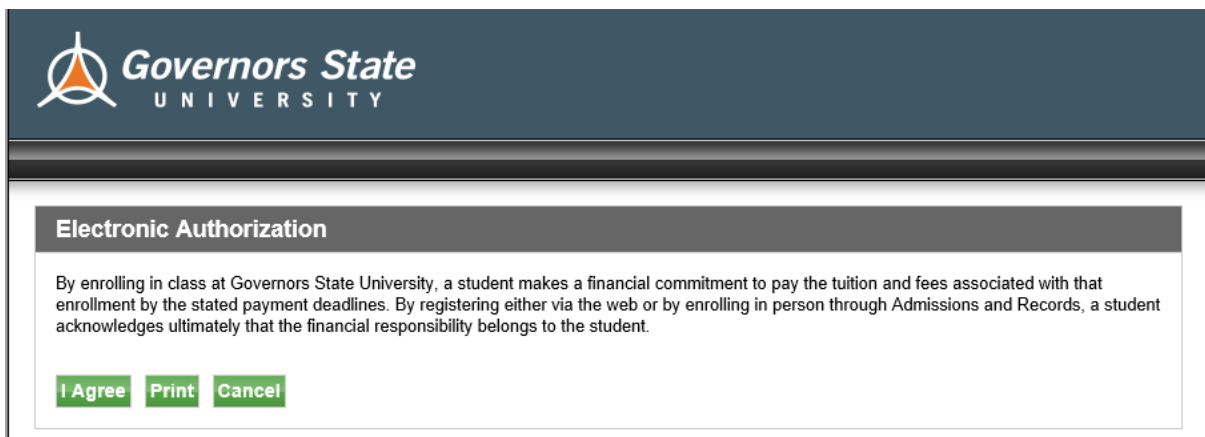 Governors State
UNIVERSITY
Electronic Authorization
By enrolling in class at Governors State University, a student makes a financial commitment to pay the tuition and fees associated with that
enrollment by the stated payment deadlines. By registering either via the web or by enrolling in person through Admissions and Records, a student
acknowledges ultimately that the financial responsibility belongs to the student.
I Agree Print Cancel